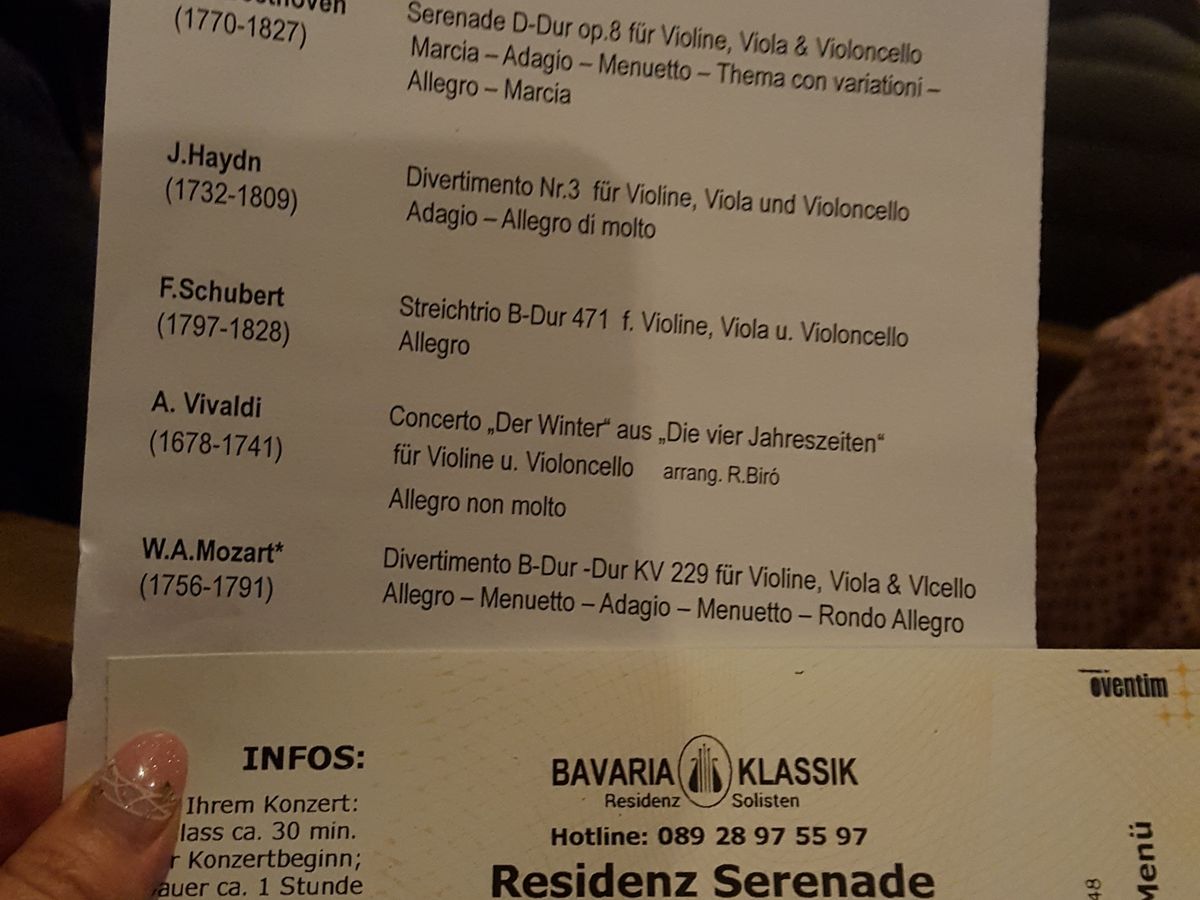 (1770-1827)
Serenade D-Dur op.8 für Violine, Viola & Violoncello
Marcia – Adagio – Menuetto – Thema con variationi –
Allegro – Marcia
J.Haydn
(1732-1809)
Divertimento Nr.3 für Violine, Viola und Violoncello
Adagio – Allegro di molto
F.Schubert
(1797-1828)
Streichtrio B-Dur 471 f. Violine, Viola u. Violoncello
Allegro
A. Vivaldi
(1678-1741)
Concerto „Der Winter“ aus „Die vier Jahreszeiten“
für Violine u. Violoncello arrang. R.Biró
Allegro non molto
W.A.Mozart*
(1756-1791)
Divertimento B-Dur -Dur KV 229 für Violine, Viola & Vlcello
Allegro – Menuetto – Adagio – Menuetto – Rondo Allegro
eventim
INFOS:
Ihrem Konzert:
lass ca. 30 min.
r Konzertbeginn;
auer ca. 1 Stunde
BAVARIA KLASSIK
Residenz Solisten
Hotline: 089 28 97 55 97
Residenz Serenade
48
Menü